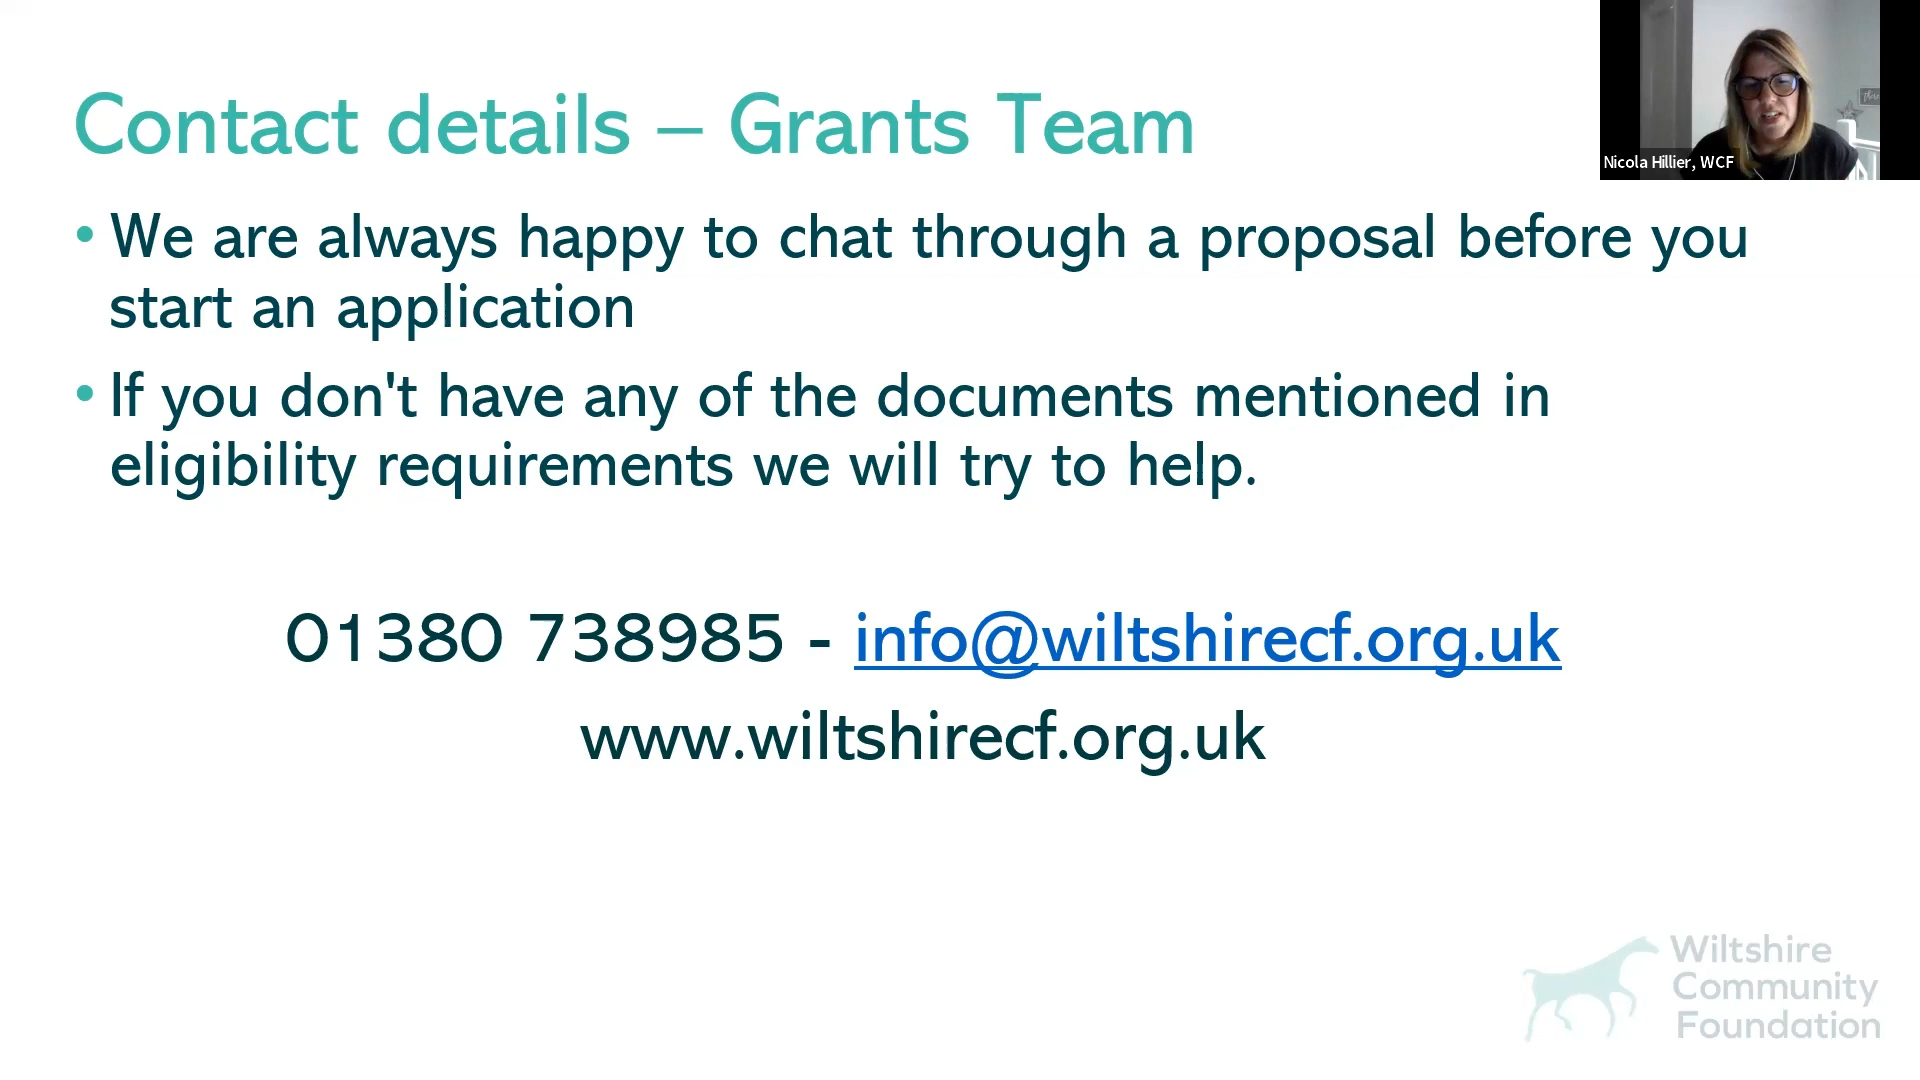 Contact details – Grants Team
Nicola Hillier, WCF
• We are always happy to chat through a proposal before you
start an application
• If you don't have any of the documents mentioned in
eligibility requirements we will try to help.
01380 738985 - info@wiltshirecf.org.uk
www.wiltshirecf.org.uk
Wiltshire
Community
Foundation